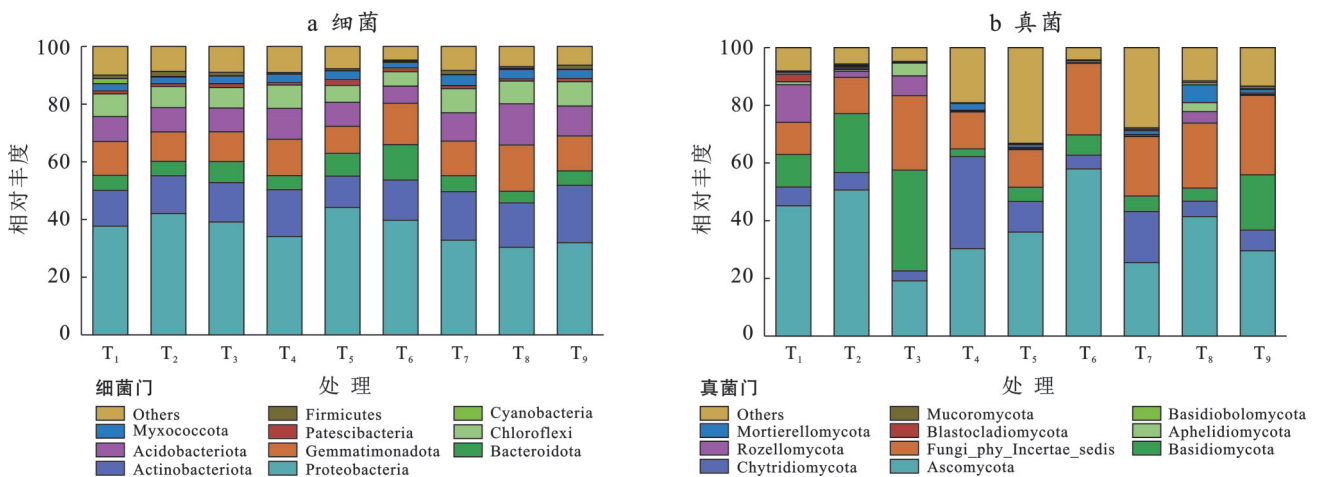 a 细菌
相对丰度
100
80
60
40
20
0
T₁ T₂ T₃ T₄ T₅ T₆ T₇ T₈ T₉
处理
细菌门
Others Firmicutes Cyanobacteria
Myxococcota Patescibacteria Chloroflexi
Acidobacteriota Gemmatimonadota Bacteroidota
Actinobacteriota Proteobacteria
b 真菌
相对丰度
100
80
60
40
20
0
T₁ T₂ T₃ T₄ T₅ T₆ T₇ T₈ T₉
处理
真菌门
Others Mucoromycota Basidiobolomycota
Mortierellomycota Blastocladiomycota Aphelidiomycota
Rozellomycota Fungi_phy_Incertae_sedis Basidiomycota
Chytridiomycota Ascomycota